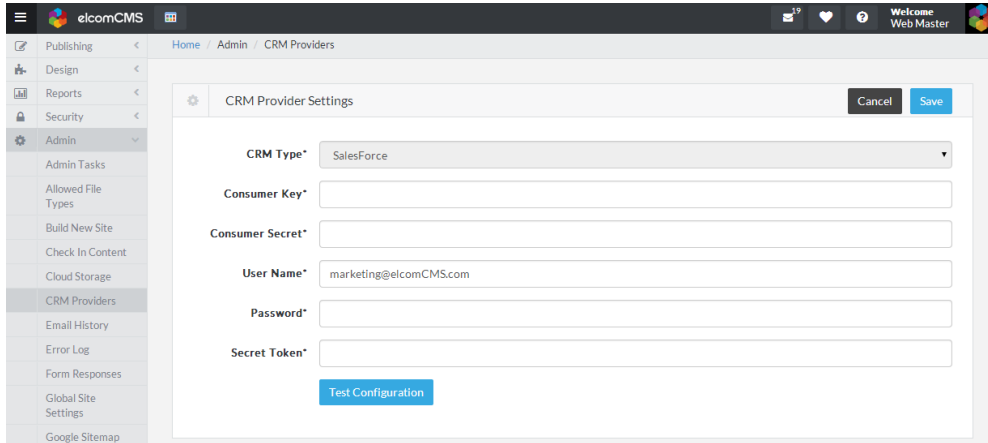 elcomCMS
19
Welcome
Web Master
Publishing
Design
Reports
Security
Admin
Admin Tasks
Allowed File
Types
Build New Site
Check In Content
Cloud Storage
CRM Providers
Email History
Error Log
Form Responses
Global Site
Settings
Google Sitemap
Home / Admin / CRM Providers
CRM Provider Settings
Cancel
Save
CRM Type*
SalesForce
Consumer Key*
Consumer Secret*
User Name*
marketing@elcomCMS.com
Password*
Secret Token*
Test Configuration